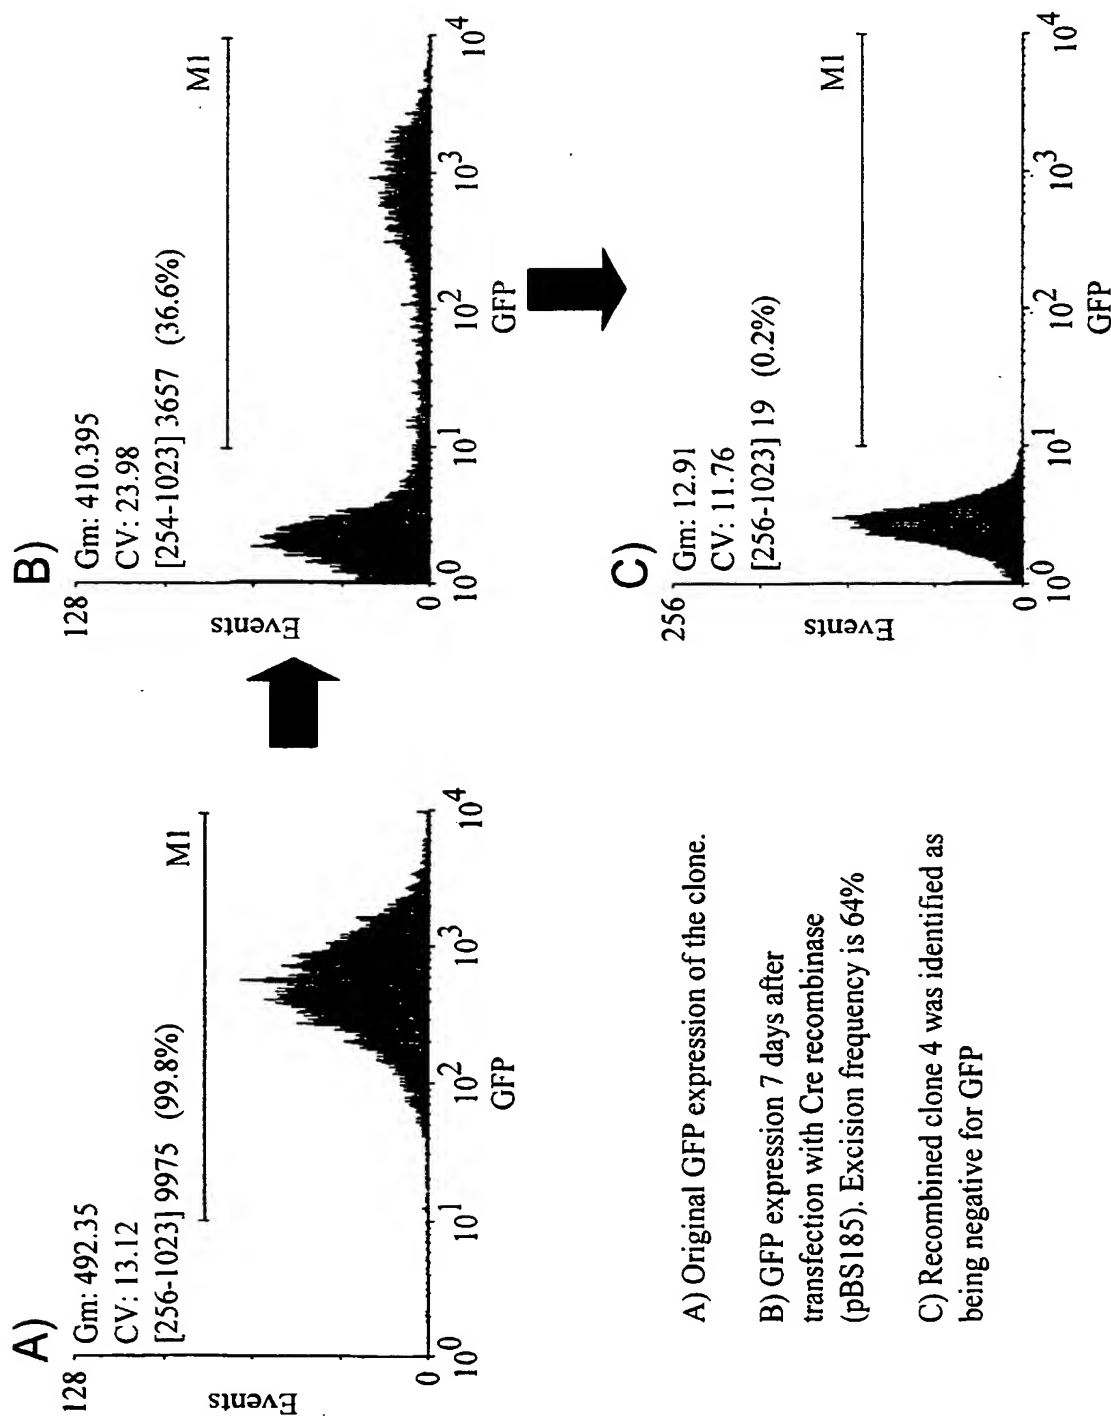 A)
Gm: 492.35
CV: 13.12
[256-1023] 9975 (99.8%)
128
Events
0
M1
10^0 10^1 10^2 10^3 10^4
GFP
B)
Gm: 410.395
CV: 23.98
[254-1023] 3657 (36.6%)
128
Events
0
M1
10^0 10^1 10^2 10^3 10^4
GFP
C)
Gm: 12.91
CV: 11.76
[256-1023] 19 (0.2%)
256
Events
0
M1
10^0 10^1 10^2 10^3 10^4
GFP
A) Original GFP expression of the clone.
B) GFP expression 7 days after
transfection with Cre recombinase
(pBS185). Excision frequency is 64%
C) Recombined clone 4 was identified as
being negative for GFP